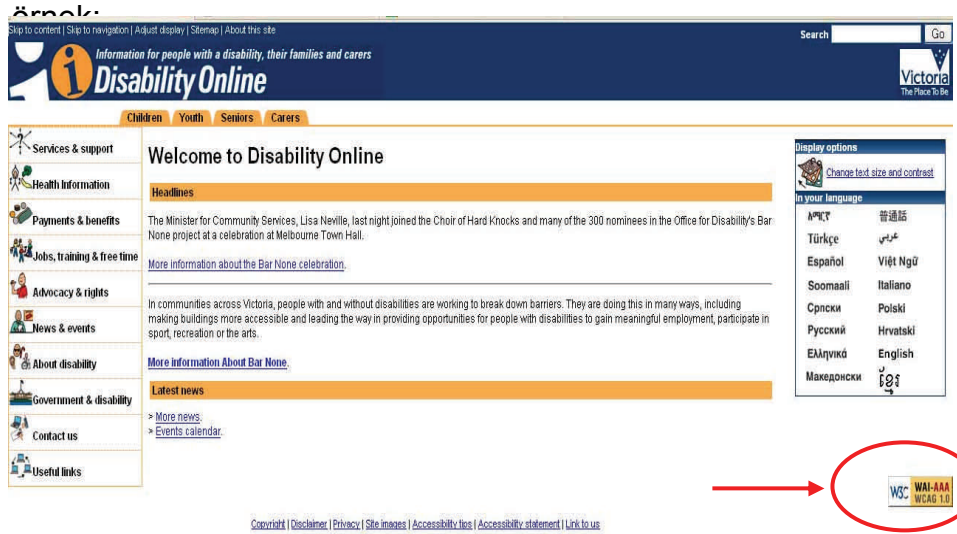 örnek:
Skip to content | Skip to navigation | Adjust display | Sitemap | About this site
Search
Go
Information for people with a disability, their families and carers
Disability Online
Victoria
The Place To Be
Children Youth Seniors Carers
Services & support
Health Information
Payments & benefits
Jobs, training & free time
Advocacy & rights
News & events
About disability
Government & disability
Contact us
Useful links
Welcome to Disability Online
Headlines
The Minister for Community Services, Lisa Neville, last night joined the Choir of Hard Knocks and many of the 300 nominees in the Office for Disability's Bar
None project at a celebration at Melbourne Town Hall.
More information about the Bar None celebration.
In communities across Victoria, people with and without disabilities are working to break down barriers. They are doing this in many ways, including
making buildings more accessible and leading the way in providing opportunities for people with disabilities to gain meaningful employment, participate in
sport, recreation or the arts.
More information About Bar None.
Latest news
> More news.
> Events calendar.
Display options
Change text size and contrast
In your language
አማርኛ 普通話
Türkçe عربي
Español Việt Ngữ
Soomaali Italiano
Српски Polski
Русский Hrvatski
Ελληνικά English
Македонски ខ្មែរ
W3C WAI-AAA
WCAG 1.0
Copyright | Disclaimer | Privacy | Site images | Accessibility tips | Accessibility statement | Link to us